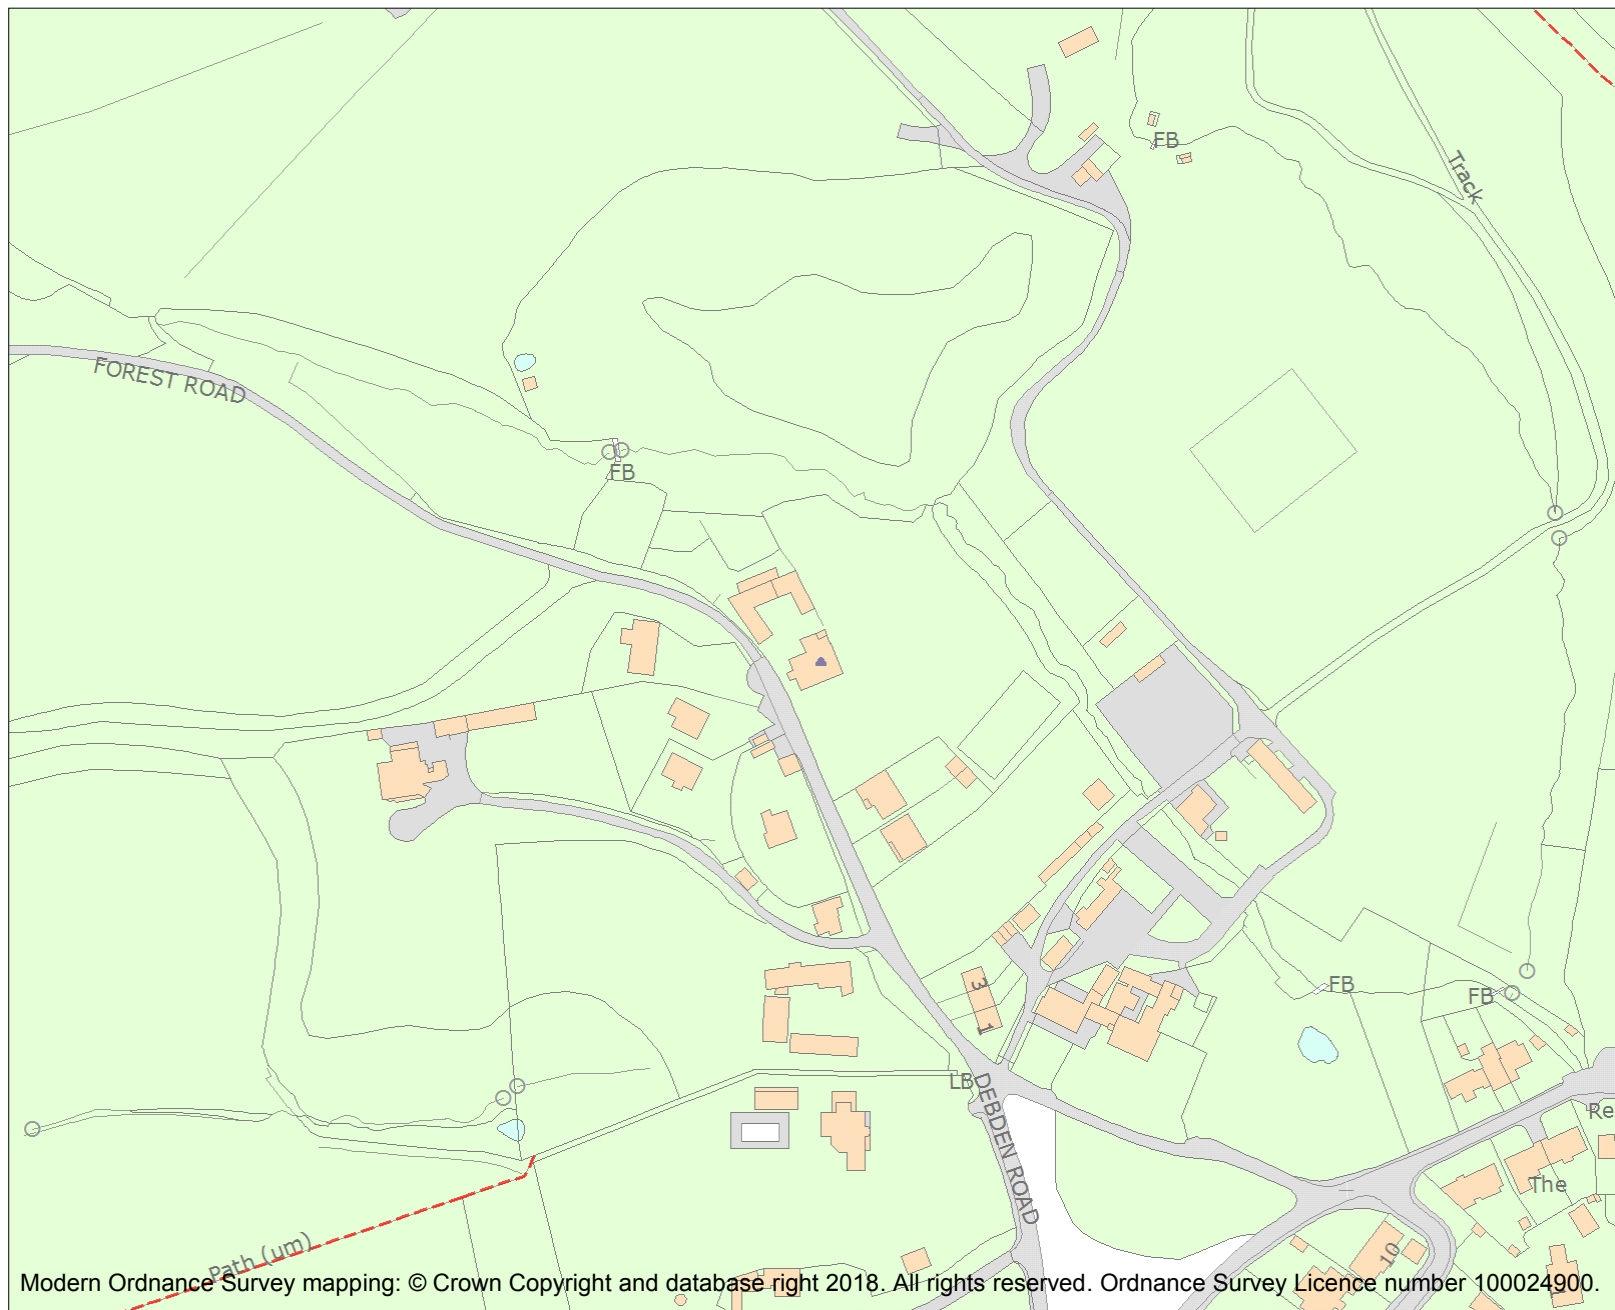 FB
Track
FOREST ROAD
FB
3
1
FB
FB
LB
DEBDEN ROAD
Re
The
10
Path (um)
Modern Ordnance Survey mapping: © Crown Copyright and database right 2018. All rights reserved. Ordnance Survey Licence number 100024900.